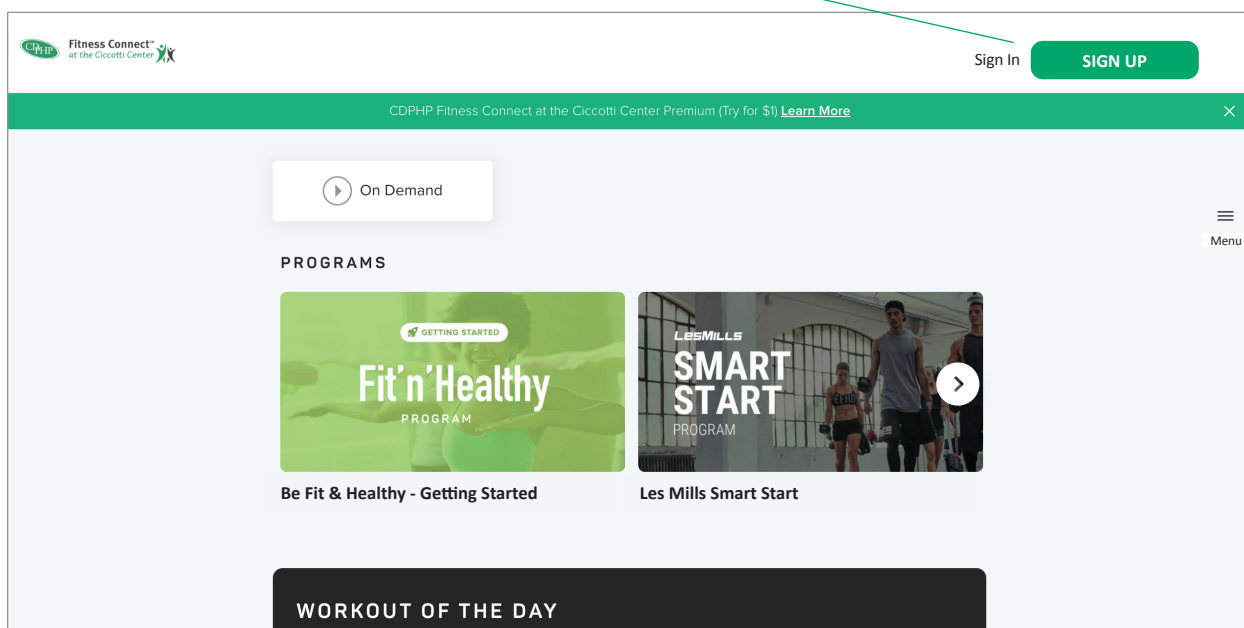 CDPHP
Fitness Connect℠
at the Ciccotti Center
Sign In
SIGN UP
CDPHP Fitness Connect at the Ciccotti Center Premium (Try for $1) Learn More
On Demand
Menu
PROGRAMS
GETTING STARTED
Fit'n'Healthy
PROGRAM
LesMILLS
SMART
START
PROGRAM
Be Fit & Healthy - Getting Started
Les Mills Smart Start
WORKOUT OF THE DAY